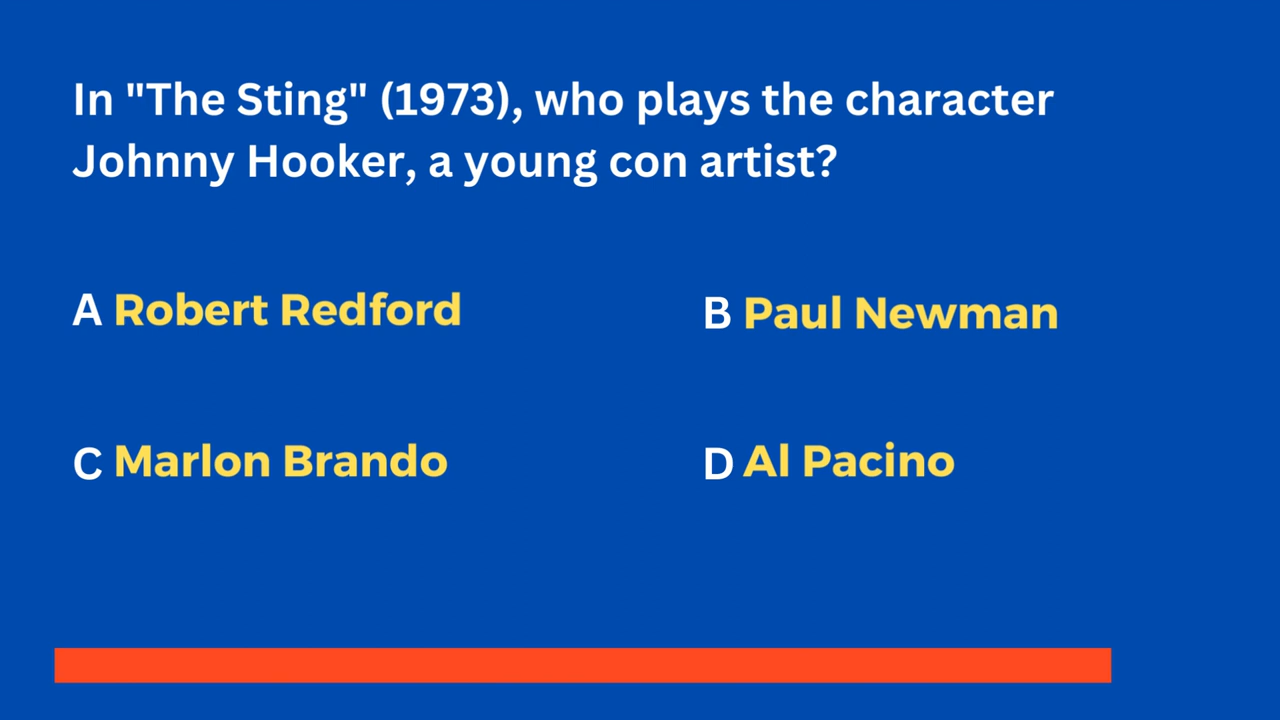 In "The Sting" (1973), who plays the character
Johnny Hooker, a young con artist?
A Robert Redford
B Paul Newman
C Marlon Brando
D Al Pacino